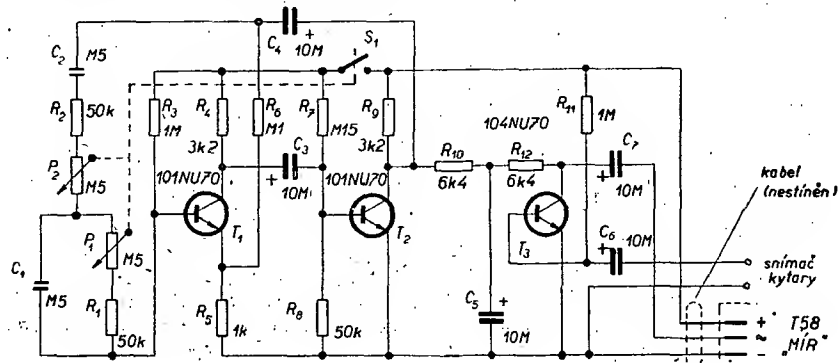 C4
10M
S1
C2
M5
R2
50k
R3
1M
R4
3k2
R6
M1
R7
M15
R9
3k2
104NU70
R11
1M
P2
M5
C3
10M
101NU70
101NU70
R10
6k4
R12
6k4
C7
10M
kabel
(nestíněn)
T1
T2
T3
C6
10M
P1
M5
C1
M5
R1
50k
R5
1k
R8
50k
C5
10M
snímač
kytary
+ T58
~ "MÍR"